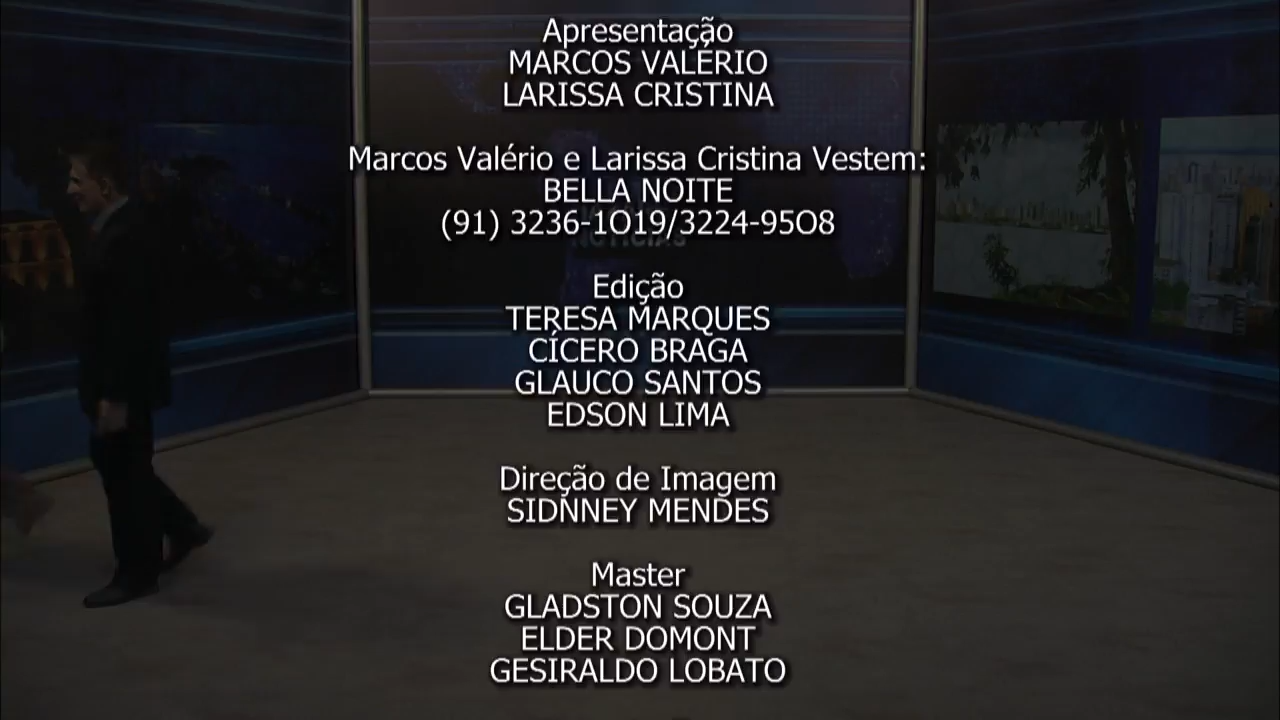 Apresentação
MARCOS VALÉRIO
LARISSA CRISTINA
Marcos Valério e Larissa Cristina Vestem:
BELLA NOITE
(91) 3236-1O19/3224-95O8
Edição
TERESA MARQUES
CÍCERO BRAGA
GLAUCO SANTOS
EDSON LIMA
Direção de Imagem
SIDNNEY MENDES
Master
GLADSTON SOUZA
ELDER DOMONT
GESIRALDO LOBATO